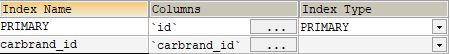 Index Name Columns Index Type
PRIMARY `id` ... PRIMARY
carbrand_id `carbrand_id` ...